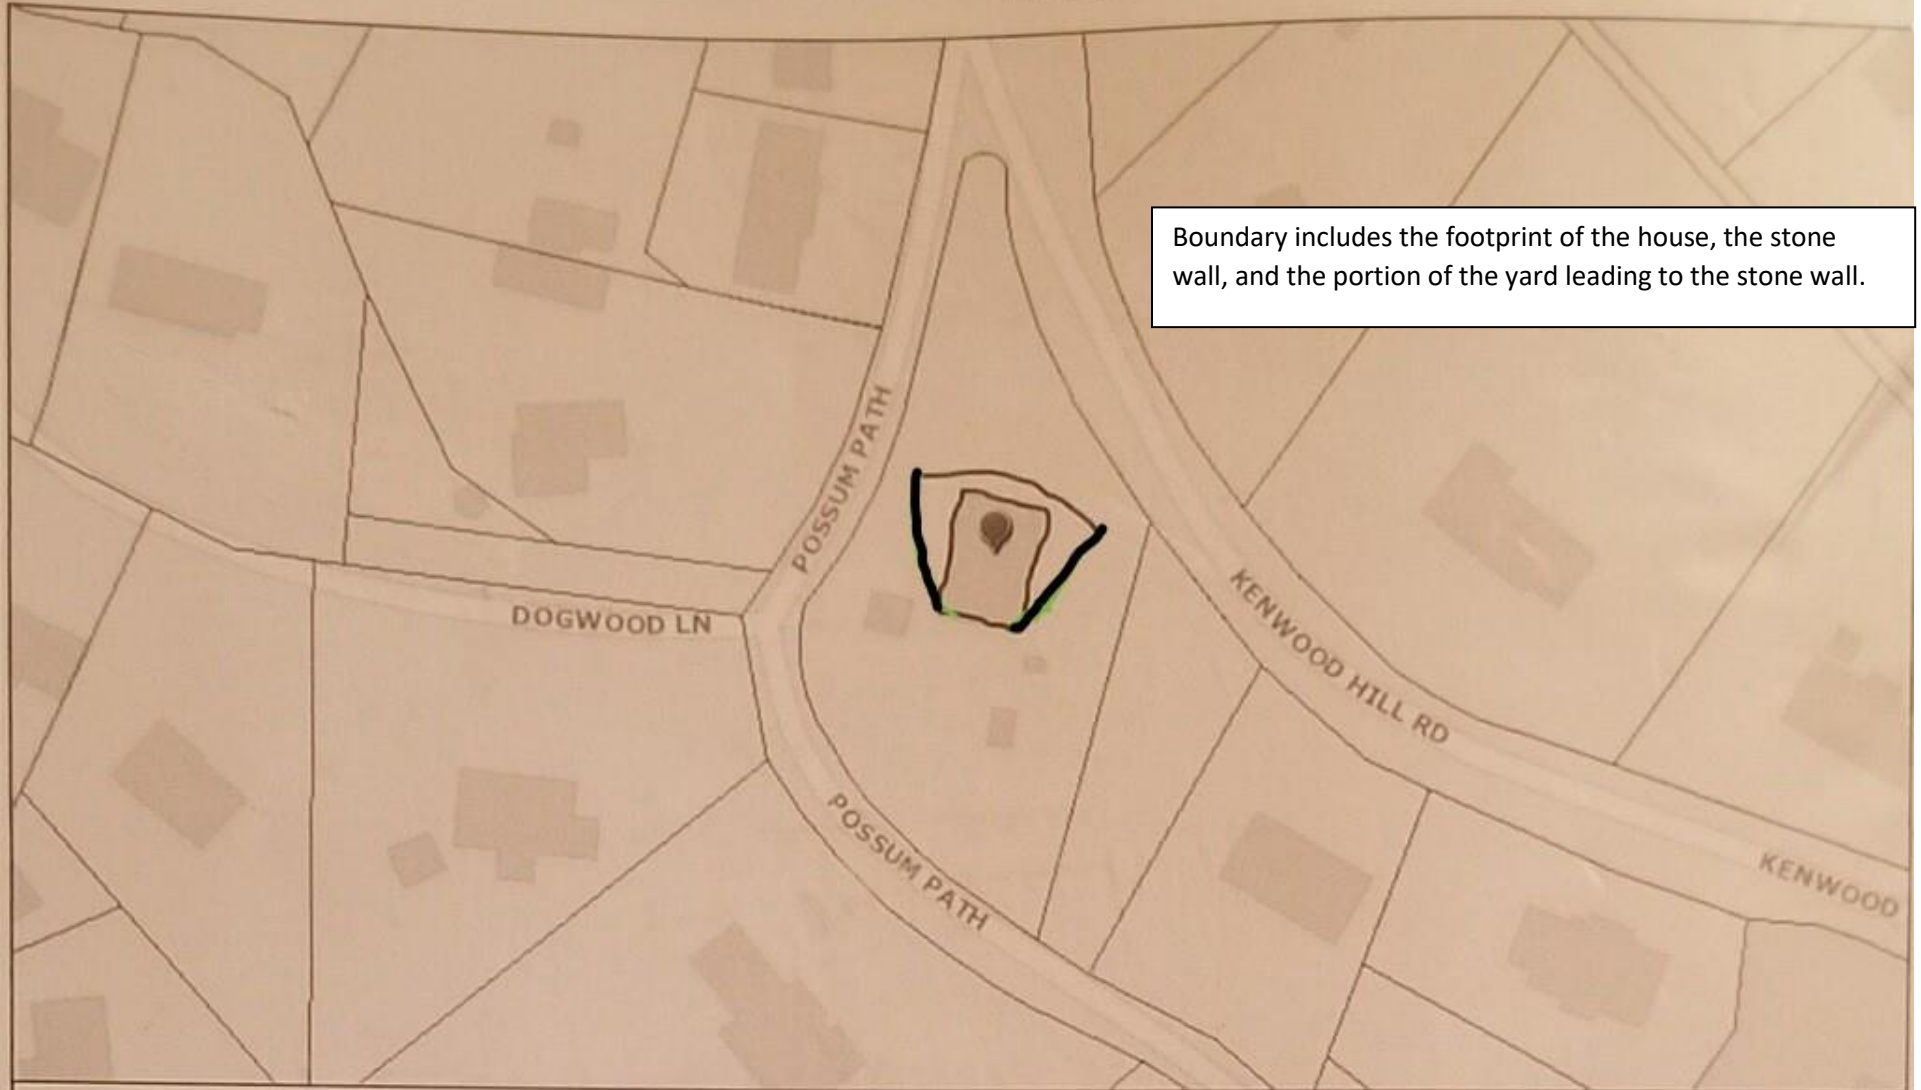 Boundary includes the footprint of the house, the stone
wall, and the portion of the yard leading to the stone wall.
POSSUM PATH
DOGWOOD LN
KENWOOD HILL RD
POSSUM PATH
KENWOOD